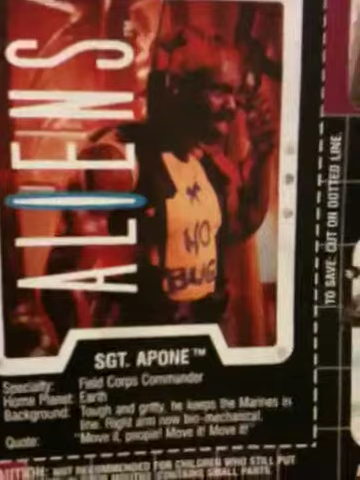 ALIENS™
NO
BUGS
TO SAVE: CUT ON DOTTED LINE.
SGT. APONE™
Specialty: Field Corps Commander
Home Planet: Earth
Background: Tough and gritty, he keeps the Marines in
line. Right arm now bio-mechanical.
Quote: "Move it, people! Move it! Move it!"
CAUTION: NOT RECOMMENDED FOR CHILDREN WHO STILL PUT
CONTAINS SMALL PARTS.